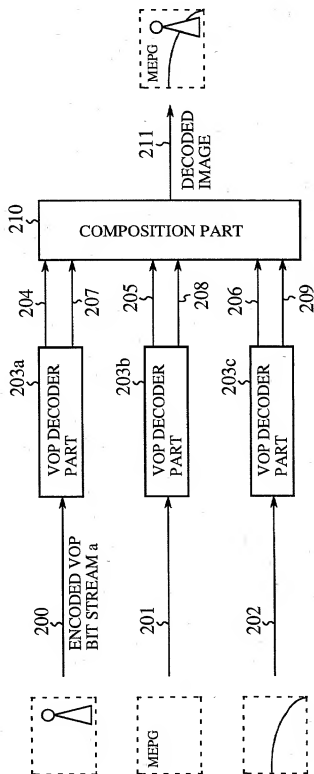 200
ENCODED VOP
BIT STREAM a
203a
VOP DECODER
PART
204
207
MEPG
201
203b
VOP DECODER
PART
205
208
202
203c
VOP DECODER
PART
206
209
210
COMPOSITION PART
211
DECODED
IMAGE
MEPG